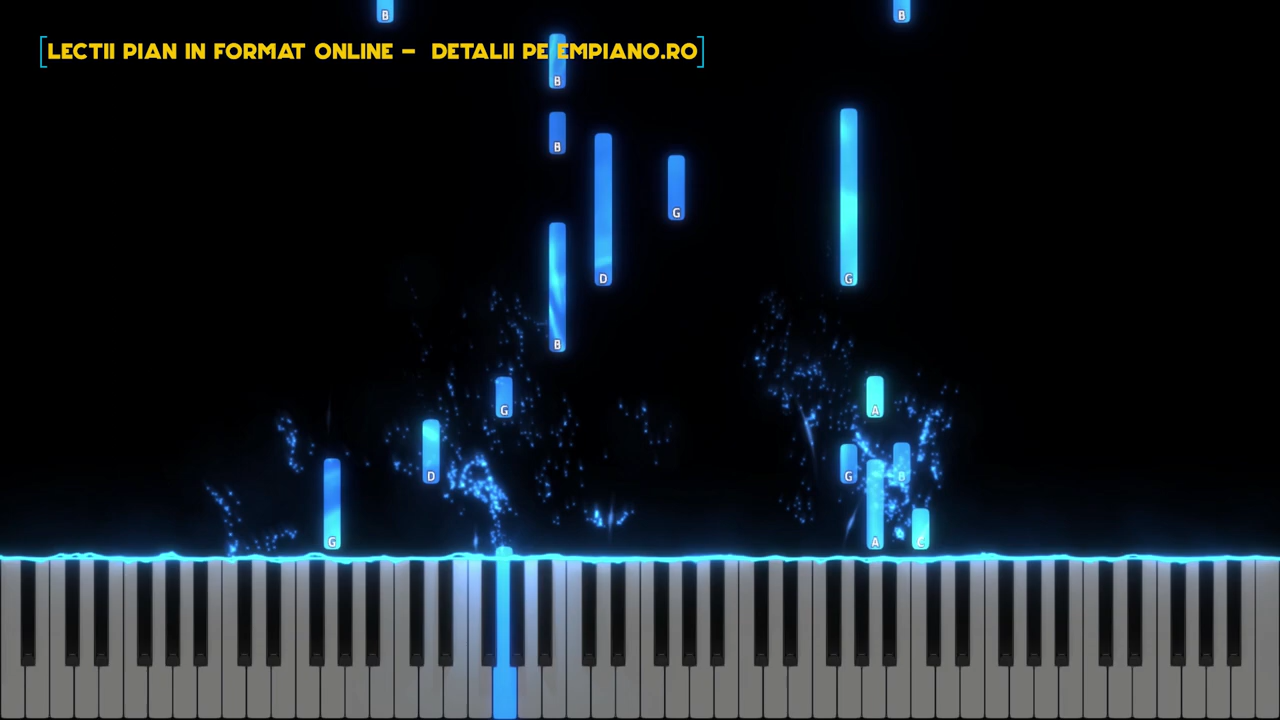 B B
[LECTII PIAN IN FORMAT ONLINE – DETALII PE EMPIANO.RO]
B
B
G
D G
B
G A
D G B
G A C